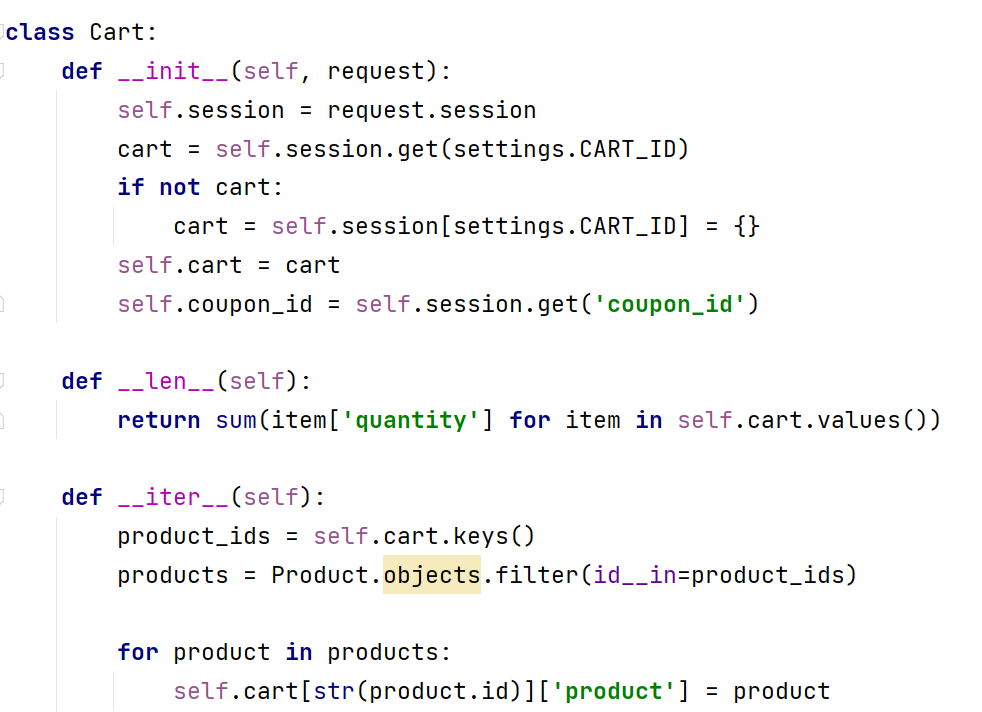 class Cart:
    def __init__(self, request):
        self.session = request.session
        cart = self.session.get(settings.CART_ID)
        if not cart:
            cart = self.session[settings.CART_ID] = {}
        self.cart = cart
        self.coupon_id = self.session.get('coupon_id')

    def __len__(self):
        return sum(item['quantity'] for item in self.cart.values())

    def __iter__(self):
        product_ids = self.cart.keys()
        products = Product.objects.filter(id__in=product_ids)

        for product in products:
            self.cart[str(product.id)]['product'] = product